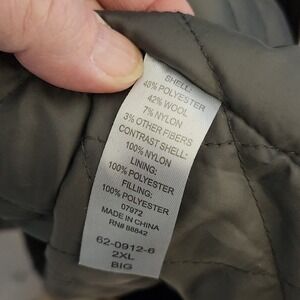 SHELL:
48% POLYESTER
42% WOOL
7% NYLON
3% OTHER FIBERS
CONTRAST SHELL:
100% NYLON
LINING:
100% POLYESTER
FILLING:
100% POLYESTER
07972
MADE IN CHINA
RN# 88842
62-0912-6
2XL
BIG